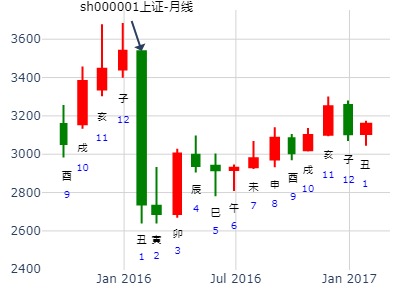 sh000001上证-月线
3600
3400
3200
3000
2800
2600
2400
酉
9
戌
10
亥
11
子
12
丑
1
寅
2
卯
3
辰
4
巳
5
午
6
未
7
申
8
酉
9
戌
10
亥
11
子
12
丑
1
Jan 2016
Jul 2016
Jan 2017